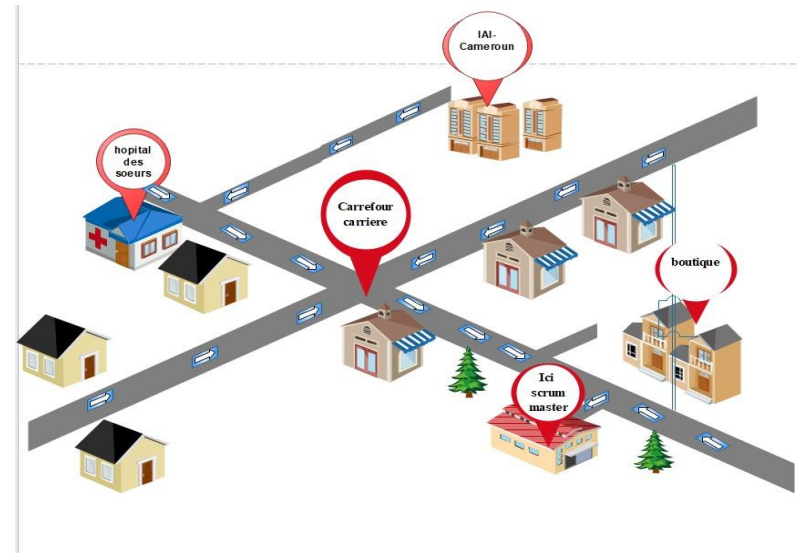 IAI-
Cameroun
hopital
des
soeurs
Carrefour
carriere
boutique
Ici
scrum
master